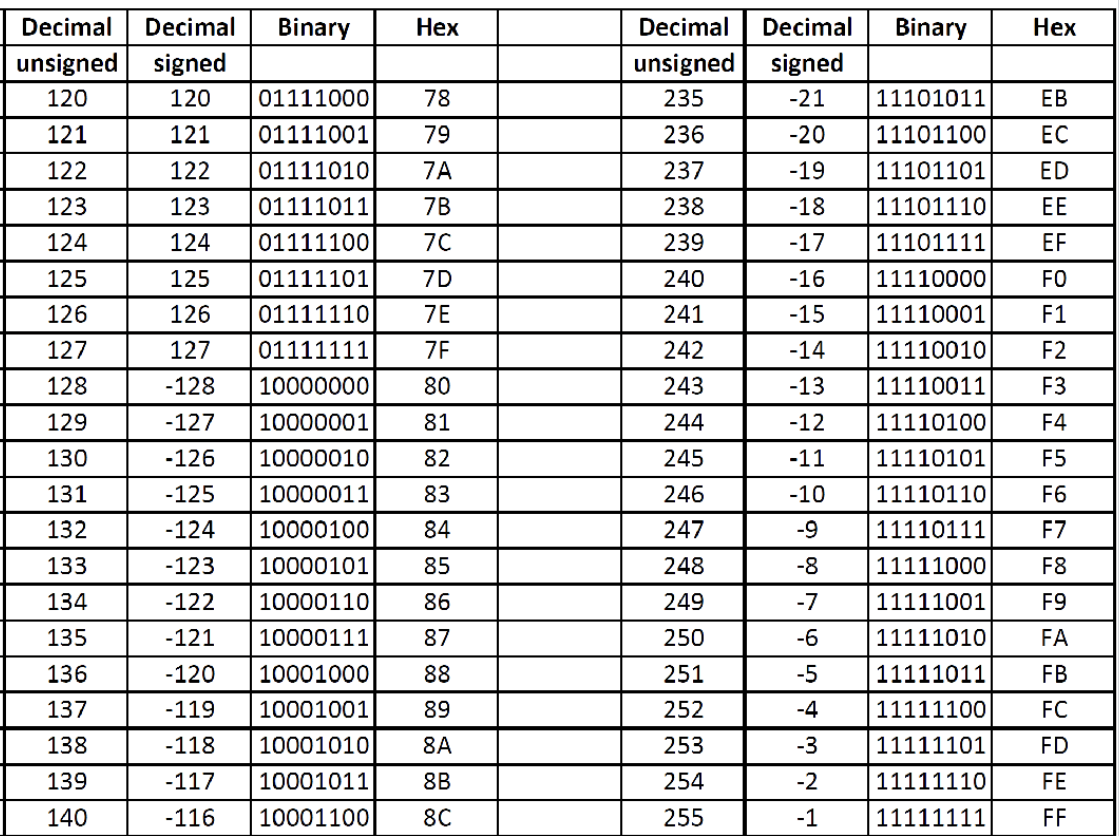 Decimal Decimal Binary Hex Decimal Decimal Binary Hex
unsigned signed unsigned signed
120 120 01111000 78 235 -21 11101011 EB
121 121 01111001 79 236 -20 11101100 EC
122 122 01111010 7A 237 -19 11101101 ED
123 123 01111011 7B 238 -18 11101110 EE
124 124 01111100 7C 239 -17 11101111 EF
125 125 01111101 7D 240 -16 11110000 F0
126 126 01111110 7E 241 -15 11110001 F1
127 127 01111111 7F 242 -14 11110010 F2
128 -128 10000000 80 243 -13 11110011 F3
129 -127 10000001 81 244 -12 11110100 F4
130 -126 10000010 82 245 -11 11110101 F5
131 -125 10000011 83 246 -10 11110110 F6
132 -124 10000100 84 247 -9 11110111 F7
133 -123 10000101 85 248 -8 11111000 F8
134 -122 10000110 86 249 -7 11111001 F9
135 -121 10000111 87 250 -6 11111010 FA
136 -120 10001000 88 251 -5 11111011 FB
137 -119 10001001 89 252 -4 11111100 FC
138 -118 10001010 8A 253 -3 11111101 FD
139 -117 10001011 8B 254 -2 11111110 FE
140 -116 10001100 8C 255 -1 11111111 FF